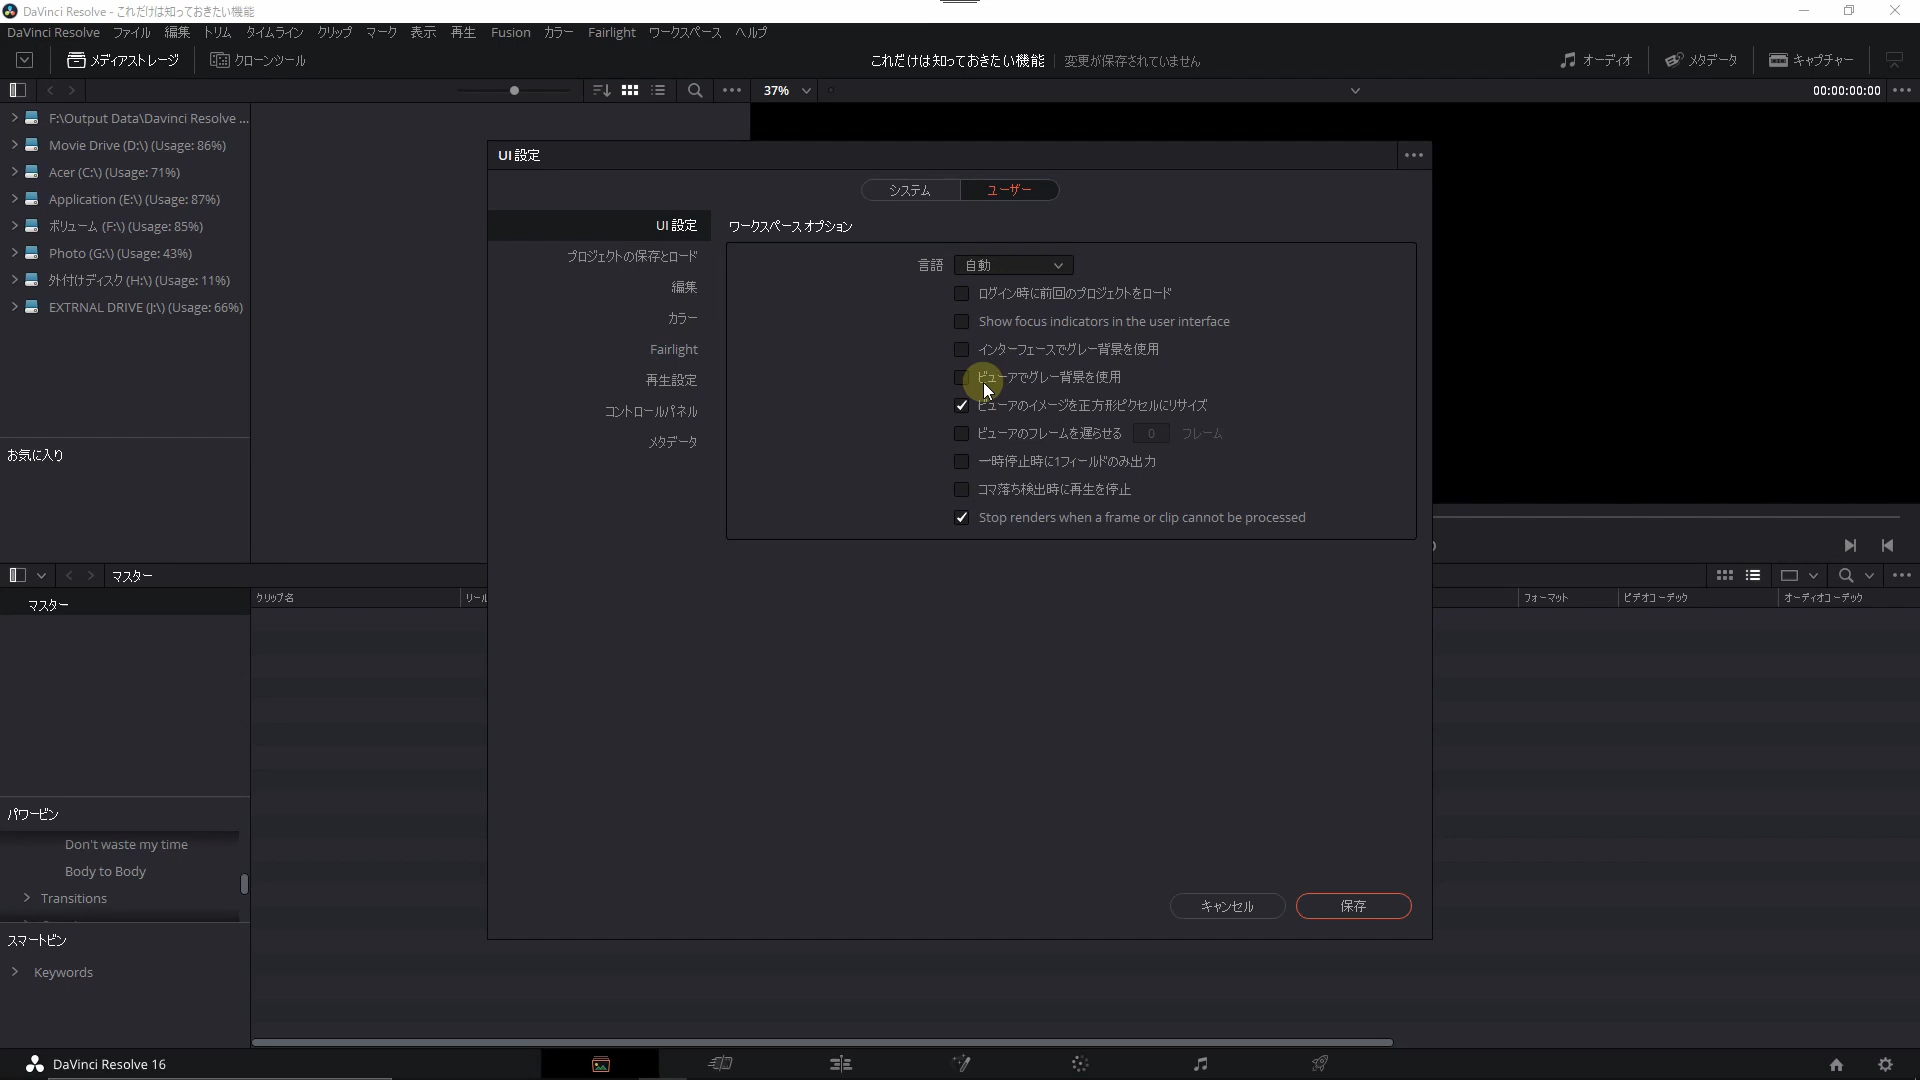 DaVinci Resolve - これだけは知っておきたい機能
DaVinci Resolve ファイル 編集 トリム タイムライン クリップ マーク 表示 再生 Fusion カラー Fairlight ワークスペース ヘルプ
メディアストレージ クローンツール これだけは知っておきたい機能 変更が保存されていません オーディオ メタデータ キャプチャー
37% 00:00:00:00
F:\Output Data\Davinci Resolve ...
Movie Drive (D:\) (Usage: 86%)
Acer (C:\) (Usage: 71%)
Application (E:\) (Usage: 87%)
ボリューム (F:\) (Usage: 85%)
Photo (G:\) (Usage: 43%)
外付けディスク (H:\) (Usage: 11%)
EXTRNAL DRIVE (J:\) (Usage: 66%)
お気に入り
UI 設定
システム ユーザー
UI 設定
プロジェクトの保存とロード
編集
カラー
Fairlight
再生設定
コントロールパネル
メタデータ
ワークスペース オプション
言語 自動
ログイン時に前回のプロジェクトをロード
Show focus indicators in the user interface
インターフェースでグレー背景を使用
ビューアでグレー背景を使用
ビューアのイメージを正方形ピクセルにリサイズ
ビューアのフレームを遅らせる 0 フレーム
一時停止時に1フィールドのみ出力
コマ落ち検出時に再生を停止
Stop renders when a frame or clip cannot be processed
キャンセル 保存
マスター
マスター
クリップ名 リール フォーマット ビデオコーデック オーディオコーデック
パワービン
Don't waste my time
Body to Body
Transitions
スマートビン
Keywords
DaVinci Resolve 16